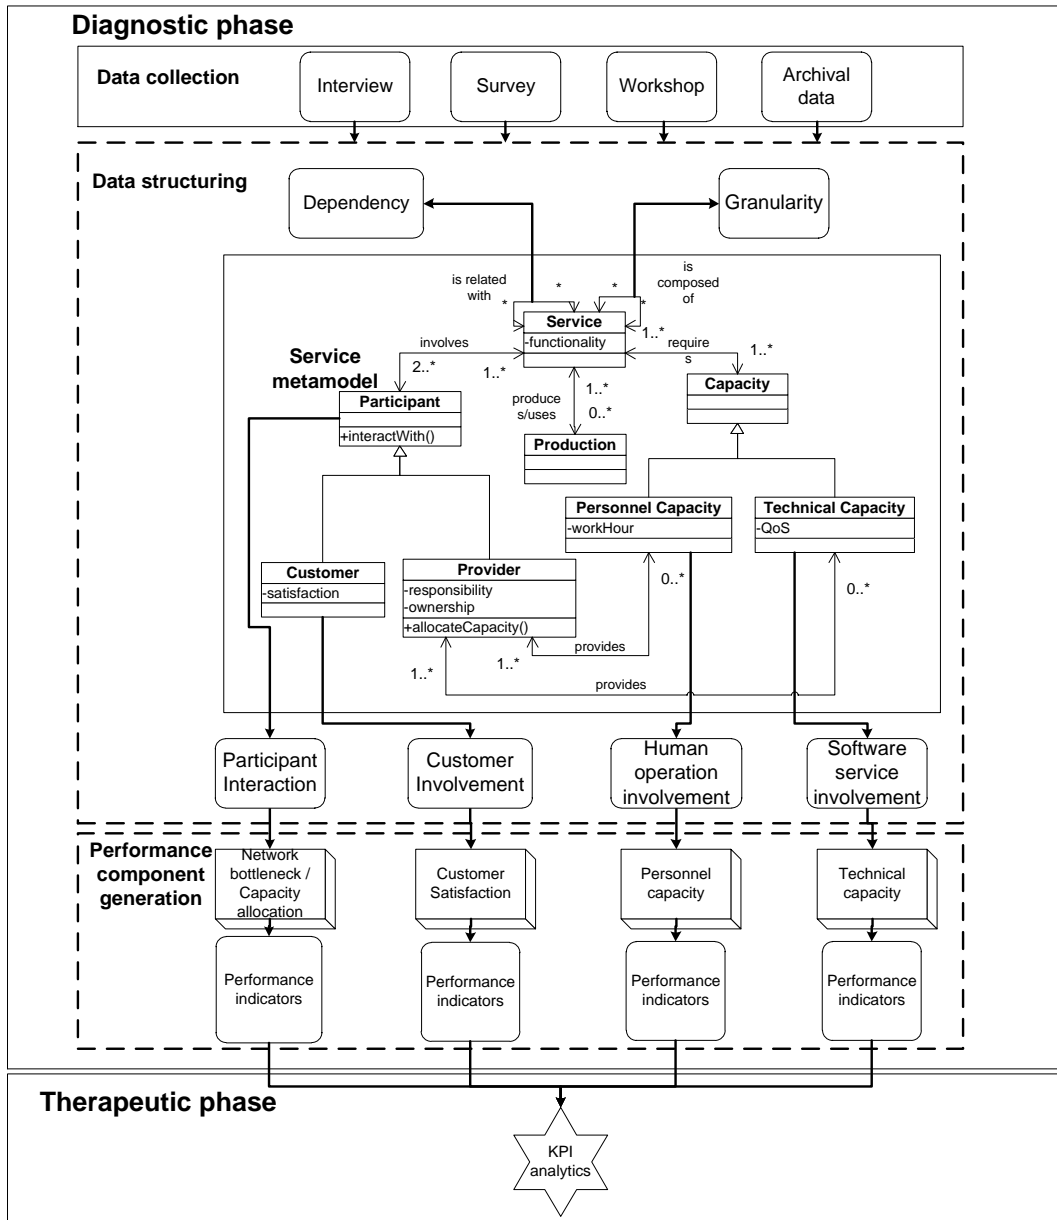 Diagnostic phase
Data collection
Interview
Survey
Workshop
Archival
data
Data structuring
Dependency
Granularity
is related
with
*
*
*
*
is
composed
of
Service
-functionality
involves
2..*
1..*
1..*
require
s
1..*
Service
metamodel
Participant
+interactWith()
Capacity
produce
s/uses
1..*
0..*
Production
Personnel Capacity
-workHour
Technical Capacity
-QoS
Customer
-satisfaction
Provider
-responsibility
-ownership
+allocateCapacity()
0..*
0..*
1..*
1..*
provides
provides
Participant
Interaction
Customer
Involvement
Human
operation
involvement
Software
service
involvement
Performance
component
generation
Network
bottleneck /
Capacity
allocation
Customer
Satisfaction
Personnel
capacity
Technical
capacity
Performance
indicators
Performance
indicators
Performance
indicators
Performance
indicators
Therapeutic phase
KPI
analytics